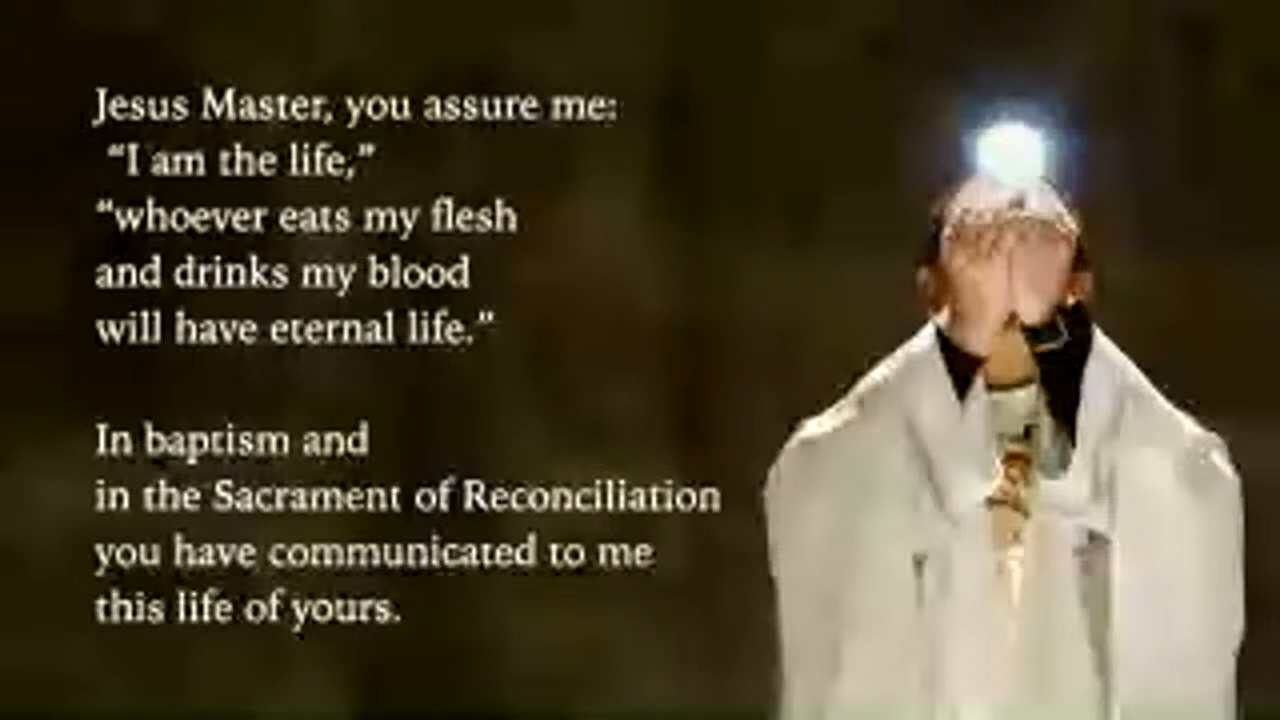 Jesus Master, you assure me:
“I am the life,”
“whoever eats my flesh
and drinks my blood
will have eternal life.”
In baptism and
in the Sacrament of Reconciliation
you have communicated to me
this life of yours.